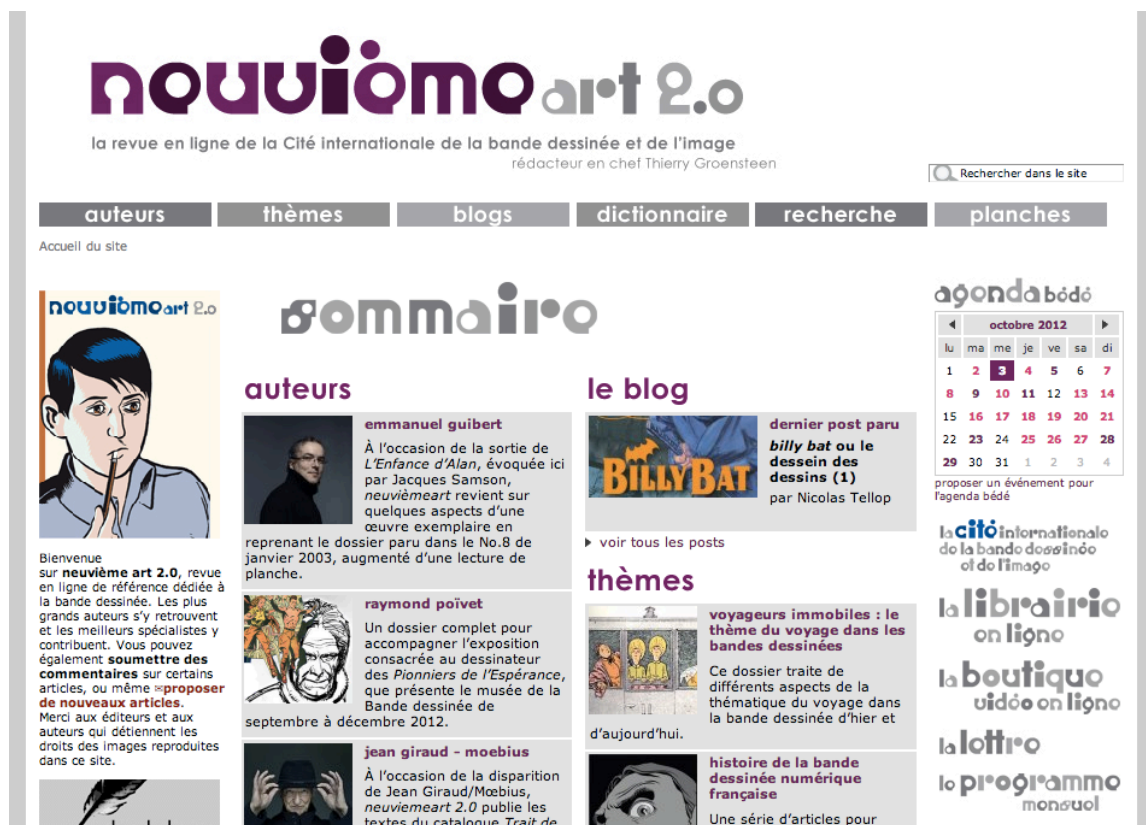 neuvième art 2.0
la revue en ligne de la Cité internationale de la bande dessinée et de l'image
rédacteur en chef Thierry Groensteen
Rechercher dans le site
auteurs
thèmes
blogs
dictionnaire
recherche
planches
Accueil du site
neuvième art 2.0
Bienvenue
sur neuvième art 2.0, revue
en ligne de référence dédiée à
la bande dessinée. Les plus
grands auteurs s'y retrouvent
et les meilleurs spécialistes y
contribuent. Vous pouvez
également soumettre des
commentaires sur certains
articles, ou même proposer
de nouveaux articles.
Merci aux éditeurs et aux
auteurs qui détiennent les
droits des images reproduites
dans ce site.
sommaire
auteurs
emmanuel guibert
À l'occasion de la sortie de
L'Enfance d'Alan, évoquée ici
par Jacques Samson,
neuvièmeart revient sur
quelques aspects d'une
œuvre exemplaire en
reprenant le dossier paru dans le No.8 de
janvier 2003, augmenté d'une lecture de
planche.
raymond poïvet
Un dossier complet pour
accompagner l'exposition
consacrée au dessinateur
des Pionniers de l'Espérance,
que présente le musée de la
Bande dessinée de
septembre à décembre 2012.
jean giraud - moebius
À l'occasion de la disparition
de Jean Giraud/Mœbius,
neuviemeart 2.0 publie les
textes du catalogue Trait de
le blog
BILLY BAT
dernier post paru
billy bat ou le
dessein des
dessins (1)
par Nicolas Tellop
voir tous les posts
thèmes
voyageurs immobiles : le
thème du voyage dans les
bandes dessinées
Ce dossier traite de
différents aspects de la
thématique du voyage dans
la bande dessinée d'hier et
d'aujourd'hui.
histoire de la bande
dessinée numérique
française
Une série d'articles pour
agenda bédé
octobre 2012
lu ma me je ve sa di
1 2 3 4 5 6 7
8 9 10 11 12 13 14
15 16 17 18 19 20 21
22 23 24 25 26 27 28
29 30 31 1 2 3 4
proposer un événement pour
l'agenda bédé
la cité internationale
de la bande dessinée
et de l'image
la librairie
en ligne
la boutique
vidéo en ligne
la lettre
le programme
mensuel